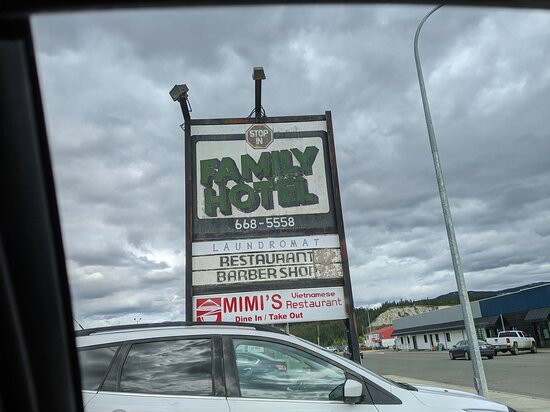 STOP
IN
FAMILY
HOTEL
668-5558
LAUNDROMAT
RESTAURANT
BARBER SHOP
MIMI'S Vietnamese
Restaurant
Dine In / Take Out